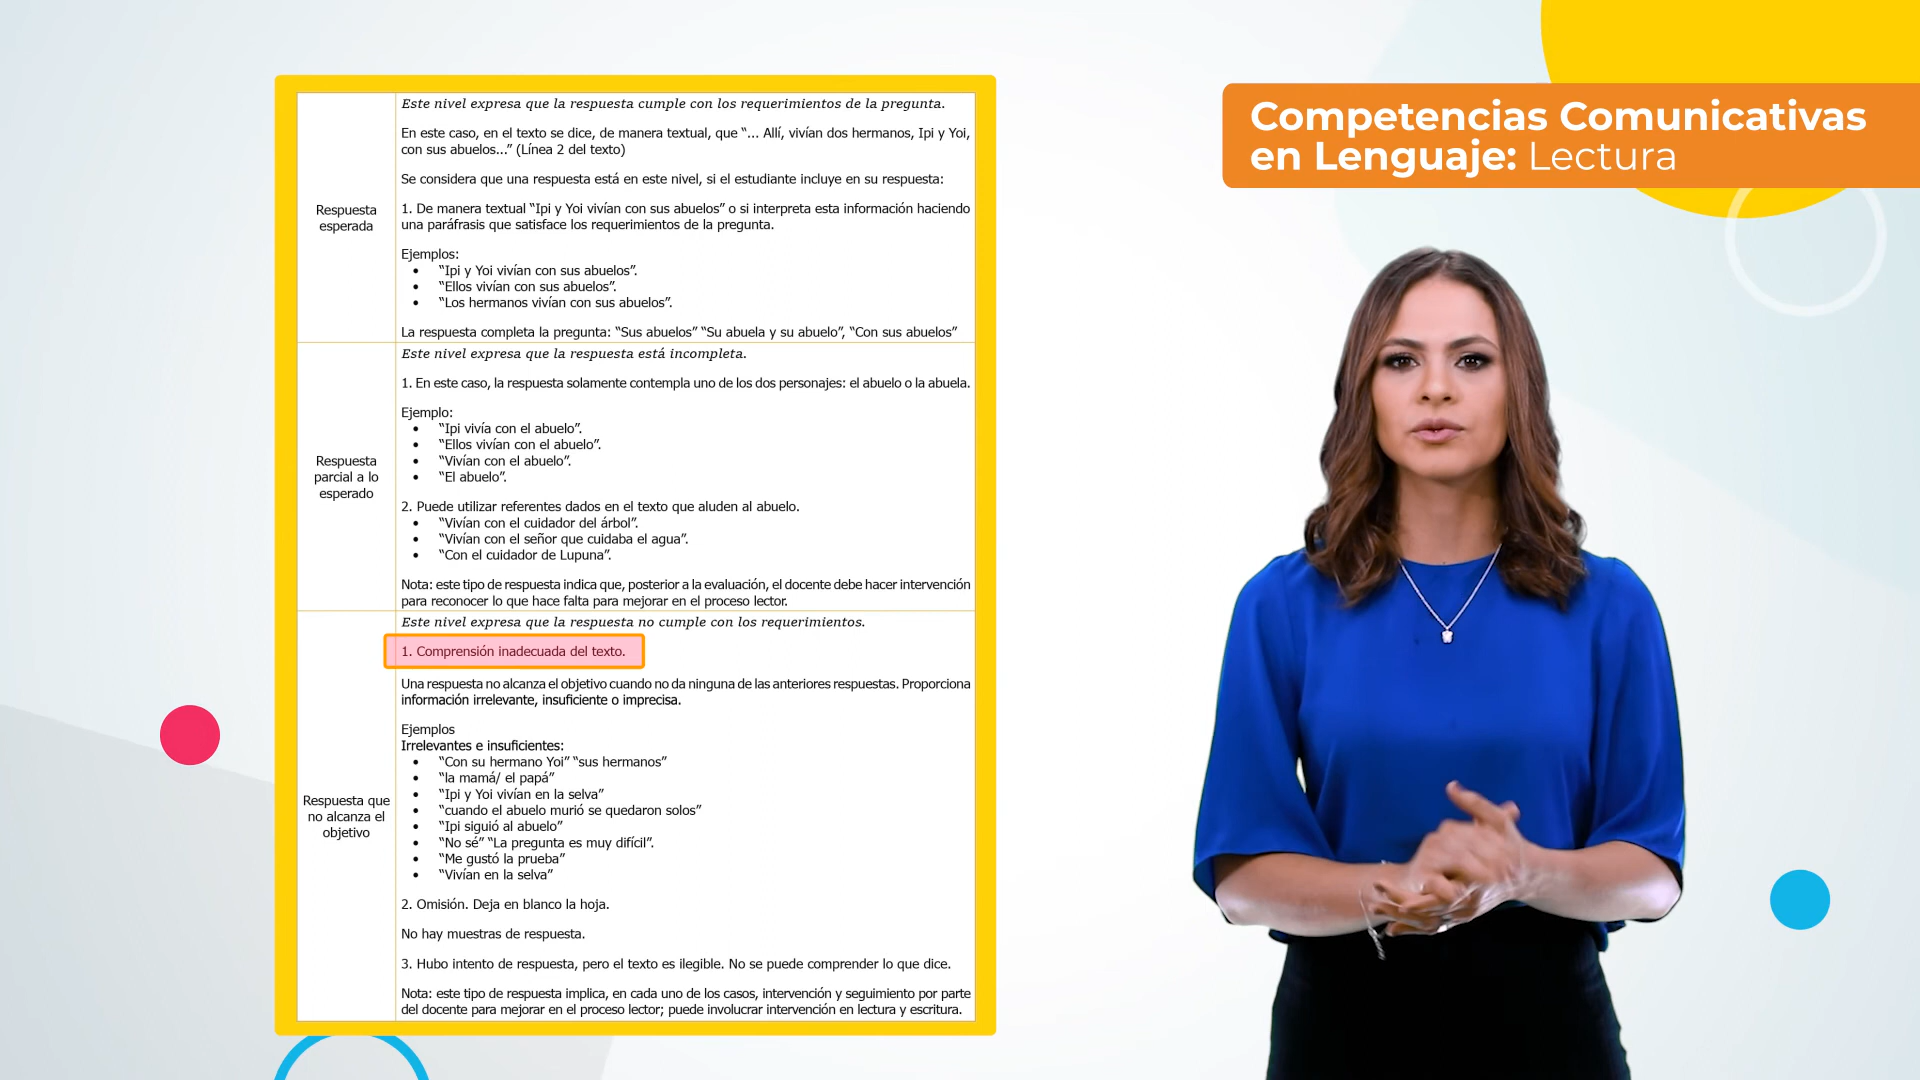 Competencias Comunicativas
en Lenguaje: Lectura
Respuesta
esperada
Este nivel expresa que la respuesta cumple con los requerimientos de la pregunta.
En este caso, en el texto se dice, de manera textual, que “... Allí, vivían dos hermanos, Ipi y Yoi,
con sus abuelos...” (Línea 2 del texto)
Se considera que una respuesta está en este nivel, si el estudiante incluye en su respuesta:
1. De manera textual “Ipi y Yoi vivían con sus abuelos” o si interpreta esta información haciendo
una paráfrasis que satisface los requerimientos de la pregunta.
Ejemplos:
• “Ipi y Yoi vivían con sus abuelos”.
• “Ellos vivían con sus abuelos”.
• “Los hermanos vivían con sus abuelos”.
La respuesta completa la pregunta: “Sus abuelos” “Su abuela y su abuelo”, “Con sus abuelos”
Respuesta
parcial a lo
esperado
Este nivel expresa que la respuesta está incompleta.
1. En este caso, la respuesta solamente contempla uno de los dos personajes: el abuelo o la abuela.
Ejemplo:
• “Ipi vivía con el abuelo”.
• “Ellos vivían con el abuelo”.
• “Vivían con el abuelo”.
• “El abuelo”.
2. Puede utilizar referentes dados en el texto que aluden al abuelo.
• “Vivían con el cuidador del árbol”.
• “Vivían con el señor que cuidaba el agua”.
• “Con el cuidador de Lupuna”.
Nota: este tipo de respuesta indica que, posterior a la evaluación, el docente debe hacer intervención
para reconocer lo que hace falta para mejorar en el proceso lector.
Respuesta que
no alcanza el
objetivo
Este nivel expresa que la respuesta no cumple con los requerimientos.
1. Comprensión inadecuada del texto.
Una respuesta no alcanza el objetivo cuando no da ninguna de las anteriores respuestas. Proporciona
información irrelevante, insuficiente o imprecisa.
Ejemplos
Irrelevantes e insuficientes:
• “Con su hermano Yoi” “sus hermanos”
• “la mamá/ el papá”
• “Ipi y Yoi vivían en la selva”
• “cuando el abuelo murió se quedaron solos”
• “Ipi siguió al abuelo”
• “No sé” “La pregunta es muy difícil”.
• “Me gustó la prueba”
• “Vivían en la selva”
2. Omisión. Deja en blanco la hoja.
No hay muestras de respuesta.
3. Hubo intento de respuesta, pero el texto es ilegible. No se puede comprender lo que dice.
Nota: este tipo de respuesta implica, en cada uno de los casos, intervención y seguimiento por parte
del docente para mejorar en el proceso lector; puede involucrar intervención en lectura y escritura.